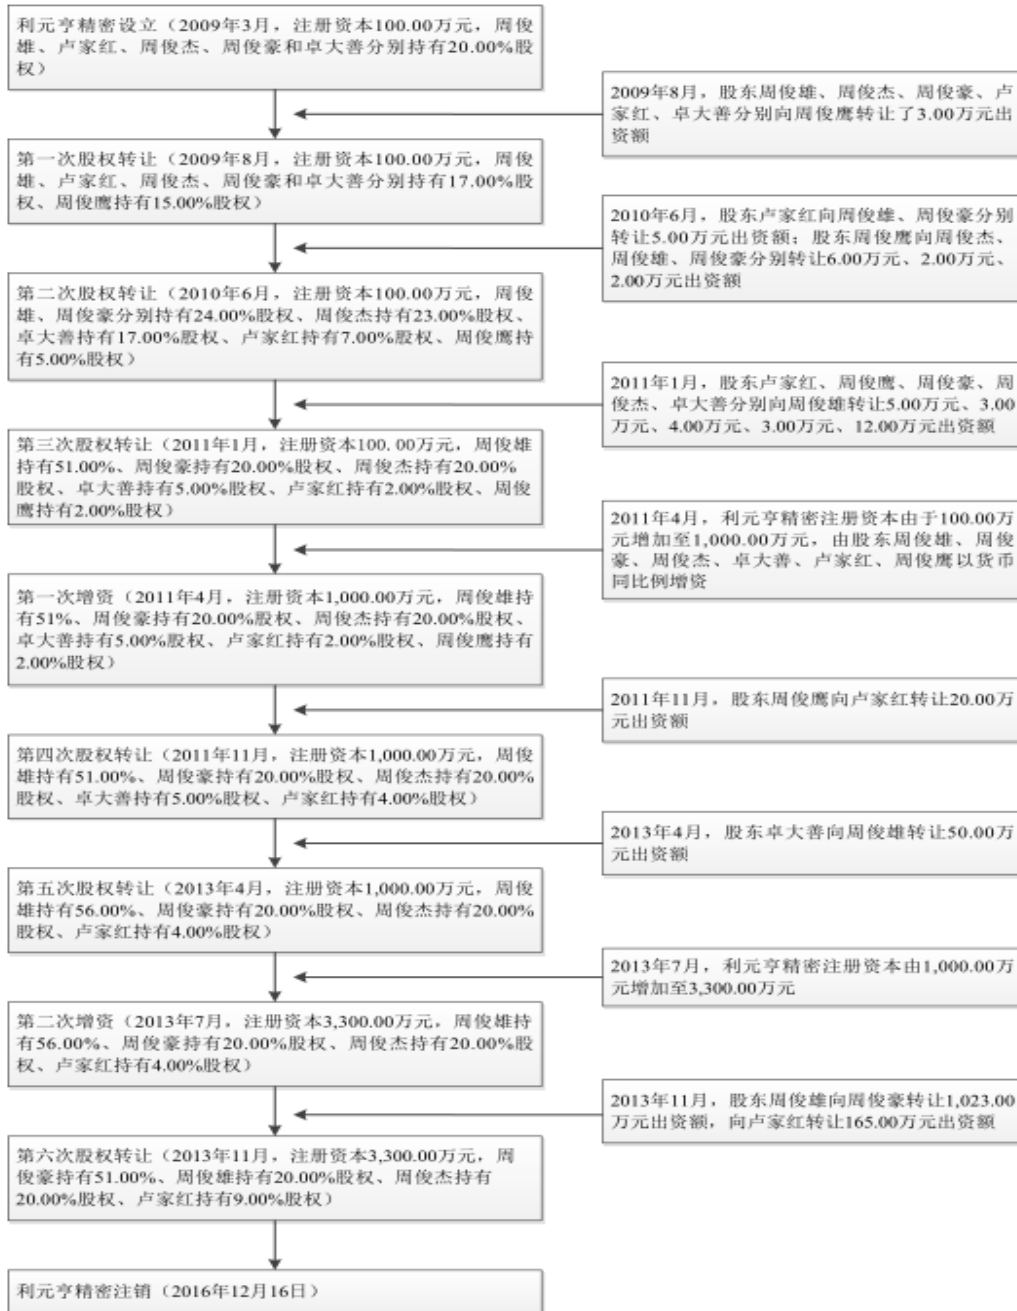 利元亨精密设立（2009年3月，注册资本100.00万元，周俊
雄、卢家红、周俊杰、周俊豪和卓大善分别持有20.00%股
权）
2009年8月，股东周俊雄、周俊杰、周俊豪、卢
家红、卓大善分别向周俊鹰转让了3.00万元出
资额
第一次股权转让（2009年8月，注册资本100.00万元，周俊
雄、卢家红、周俊杰、周俊豪和卓大善分别持有17.00%股
权、周俊鹰持有15.00%股权）
2010年6月，股东卢家红向周俊雄、周俊豪分别
转让5.00万元出资额；股东周俊鹰向周俊杰、
周俊雄、周俊豪分别转让6.00万元、2.00万元、
2.00万元出资额
第二次股权转让（2010年6月，注册资本100.00万元，周俊
雄、周俊豪分别持有24.00%股权、周俊杰持有23.00%股权、
卓大善持有17.00%股权、卢家红持有7.00%股权、周俊鹰持
有5.00%股权）
2011年1月，股东卢家红、周俊鹰、周俊豪、周
俊杰、卓大善分别向周俊雄转让5.00万元、3.00
万元、4.00万元、3.00万元、12.00万元出资额
第三次股权转让（2011年1月，注册资本100.00万元，周俊雄
持有51.00%、周俊豪持有20.00%股权、周俊杰持有20.00%
股权、卓大善持有5.00%股权、卢家红持有2.00%股权、周俊
鹰持有2.00%股权）
2011年4月，利元亨精密注册资本由于100.00万
元增加至1,000.00万元，由股东周俊雄、周俊
豪、周俊杰、卓大善、卢家红、周俊鹰以货币
同比例增资
第一次增资（2011年4月，注册资本1,000.00万元，周俊雄持
有51%、周俊豪持有20.00%股权、周俊杰持有20.00%股权、
卓大善持有5.00%股权、卢家红持有2.00%股权、周俊鹰持有
2.00%股权）
2011年11月，股东周俊鹰向卢家红转让20.00万
元出资额
第四次股权转让（2011年11月，注册资本1,000.00万元，周俊
雄持有51.00%、周俊豪持有20.00%股权、周俊杰持有20.00%
股权、卓大善持有5.00%股权、卢家红持有4.00%股权）
2013年4月，股东卓大善向周俊雄转让50.00万
元出资额
第五次股权转让（2013年4月，注册资本1,000.00万元，周俊
雄持有56.00%、周俊豪持有20.00%股权、周俊杰持有20.00%
股权、卢家红持有4.00%股权）
2013年7月，利元亨精密注册资本由1,000.00万
元增加至3,300.00万元
第二次增资（2013年7月，注册资本3,300.00万元，周俊雄持
有56.00%、周俊豪持有20.00%股权、周俊杰持有20.00%股
权、卢家红持有4.00%股权）
2013年11月，股东周俊雄向周俊豪转让1,023.00
万元出资额，向卢家红转让165.00万元出资额
第六次股权转让（2013年11月，注册资本3,300.00万元，周
俊豪持有51.00%、周俊雄持有20.00%股权、周俊杰持有
20.00%股权、卢家红持有9.00%股权）
利元亨精密注销（2016年12月16日）